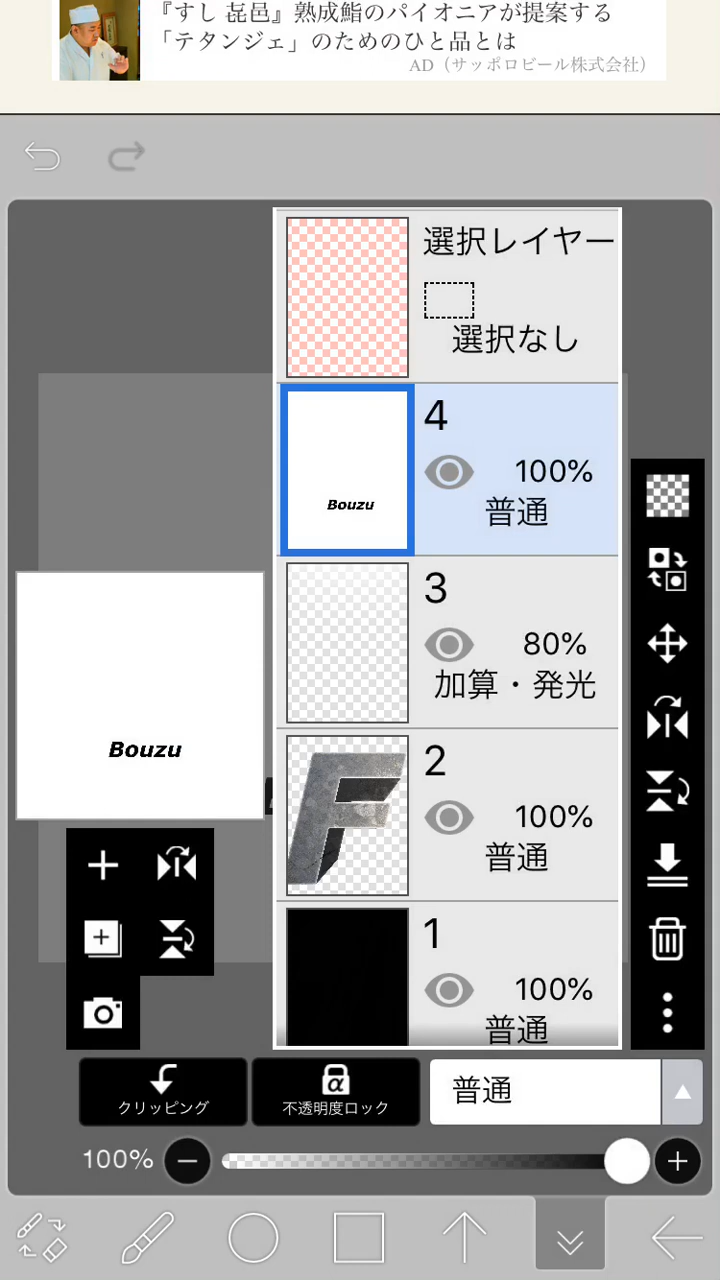 『すし 㐂邑』熟成鮨のパイオニアが提案する
「テタンジェ」のためのひと品とは
AD（サッポロビール株式会社）
選択レイヤー
選択なし
4
100%
普通
Bouzu
3
80%
加算・発光
2
100%
普通
F
1
100%
普通
Bouzu
クリッピング
α
不透明度ロック
普通
100%